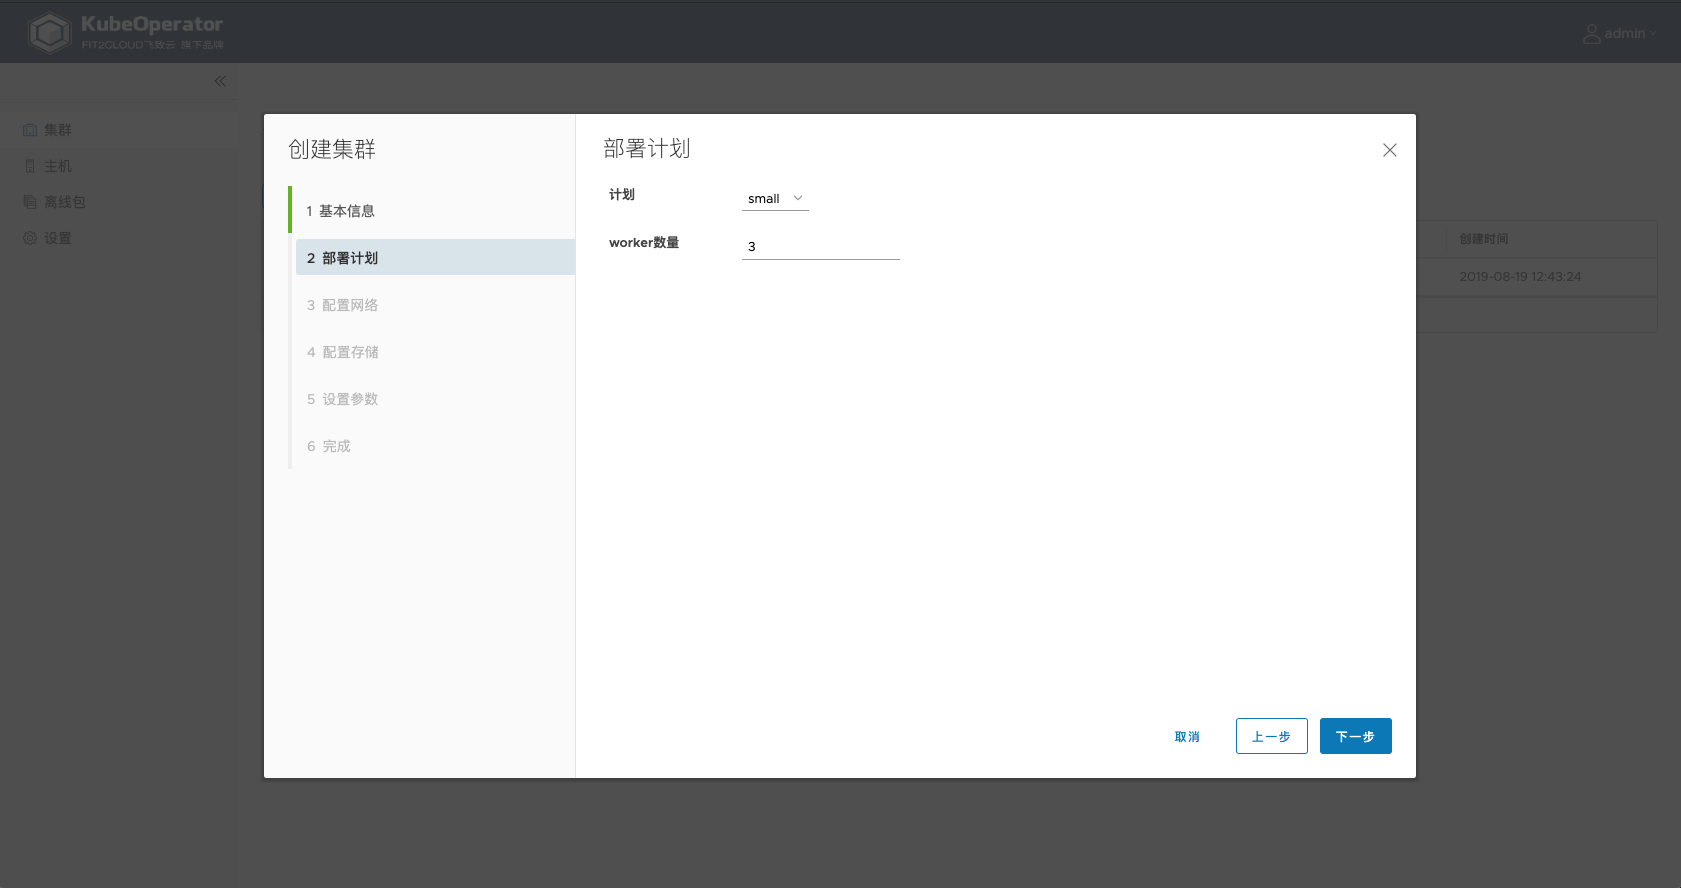 KubeOperator
FIT2CLOUD飞致云 旗下品牌
admin
集群
主机
离线包
设置
创建时间
2019-08-19 12:43:24
创建集群
1 基本信息
2 部署计划
3 配置网络
4 配置存储
5 设置参数
6 完成
部署计划
计划
small
worker数量
3
取消
上一步
下一步